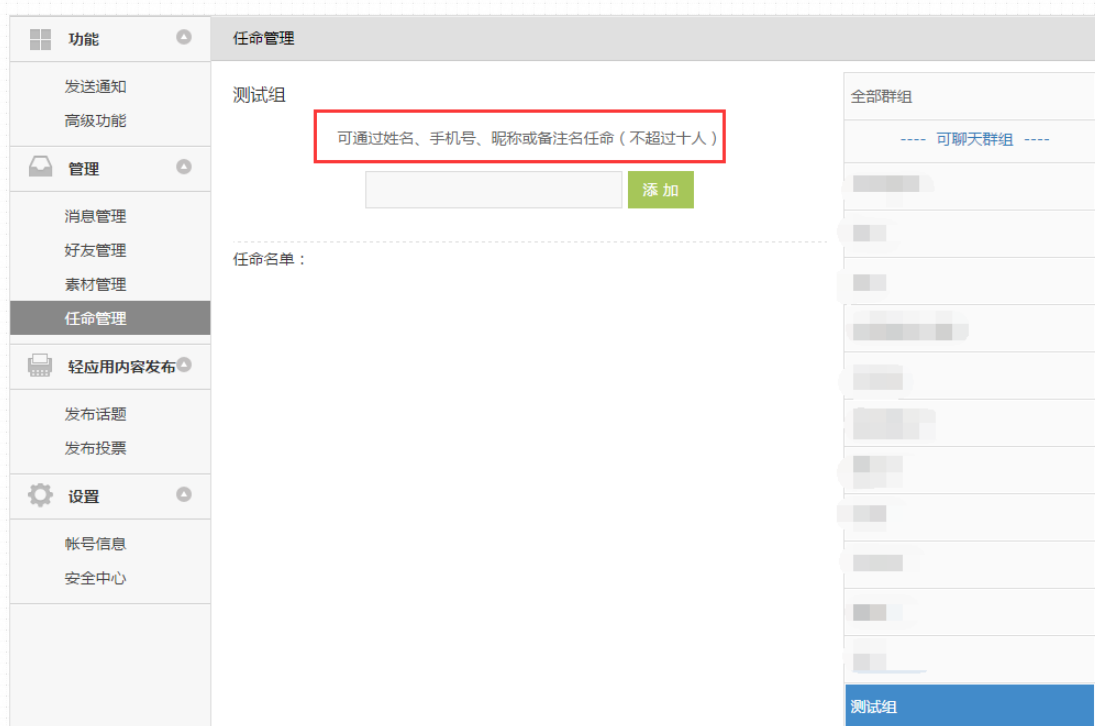 功能
发送通知
高级功能
管理
消息管理
好友管理
素材管理
任命管理
轻应用内容发布
发布话题
发布投票
设置
帐号信息
安全中心
任命管理
测试组
可通过姓名、手机号、昵称或备注名任命（不超过十人）
添 加
任命名单：
全部群组
---- 可聊天群组 ----
测试组